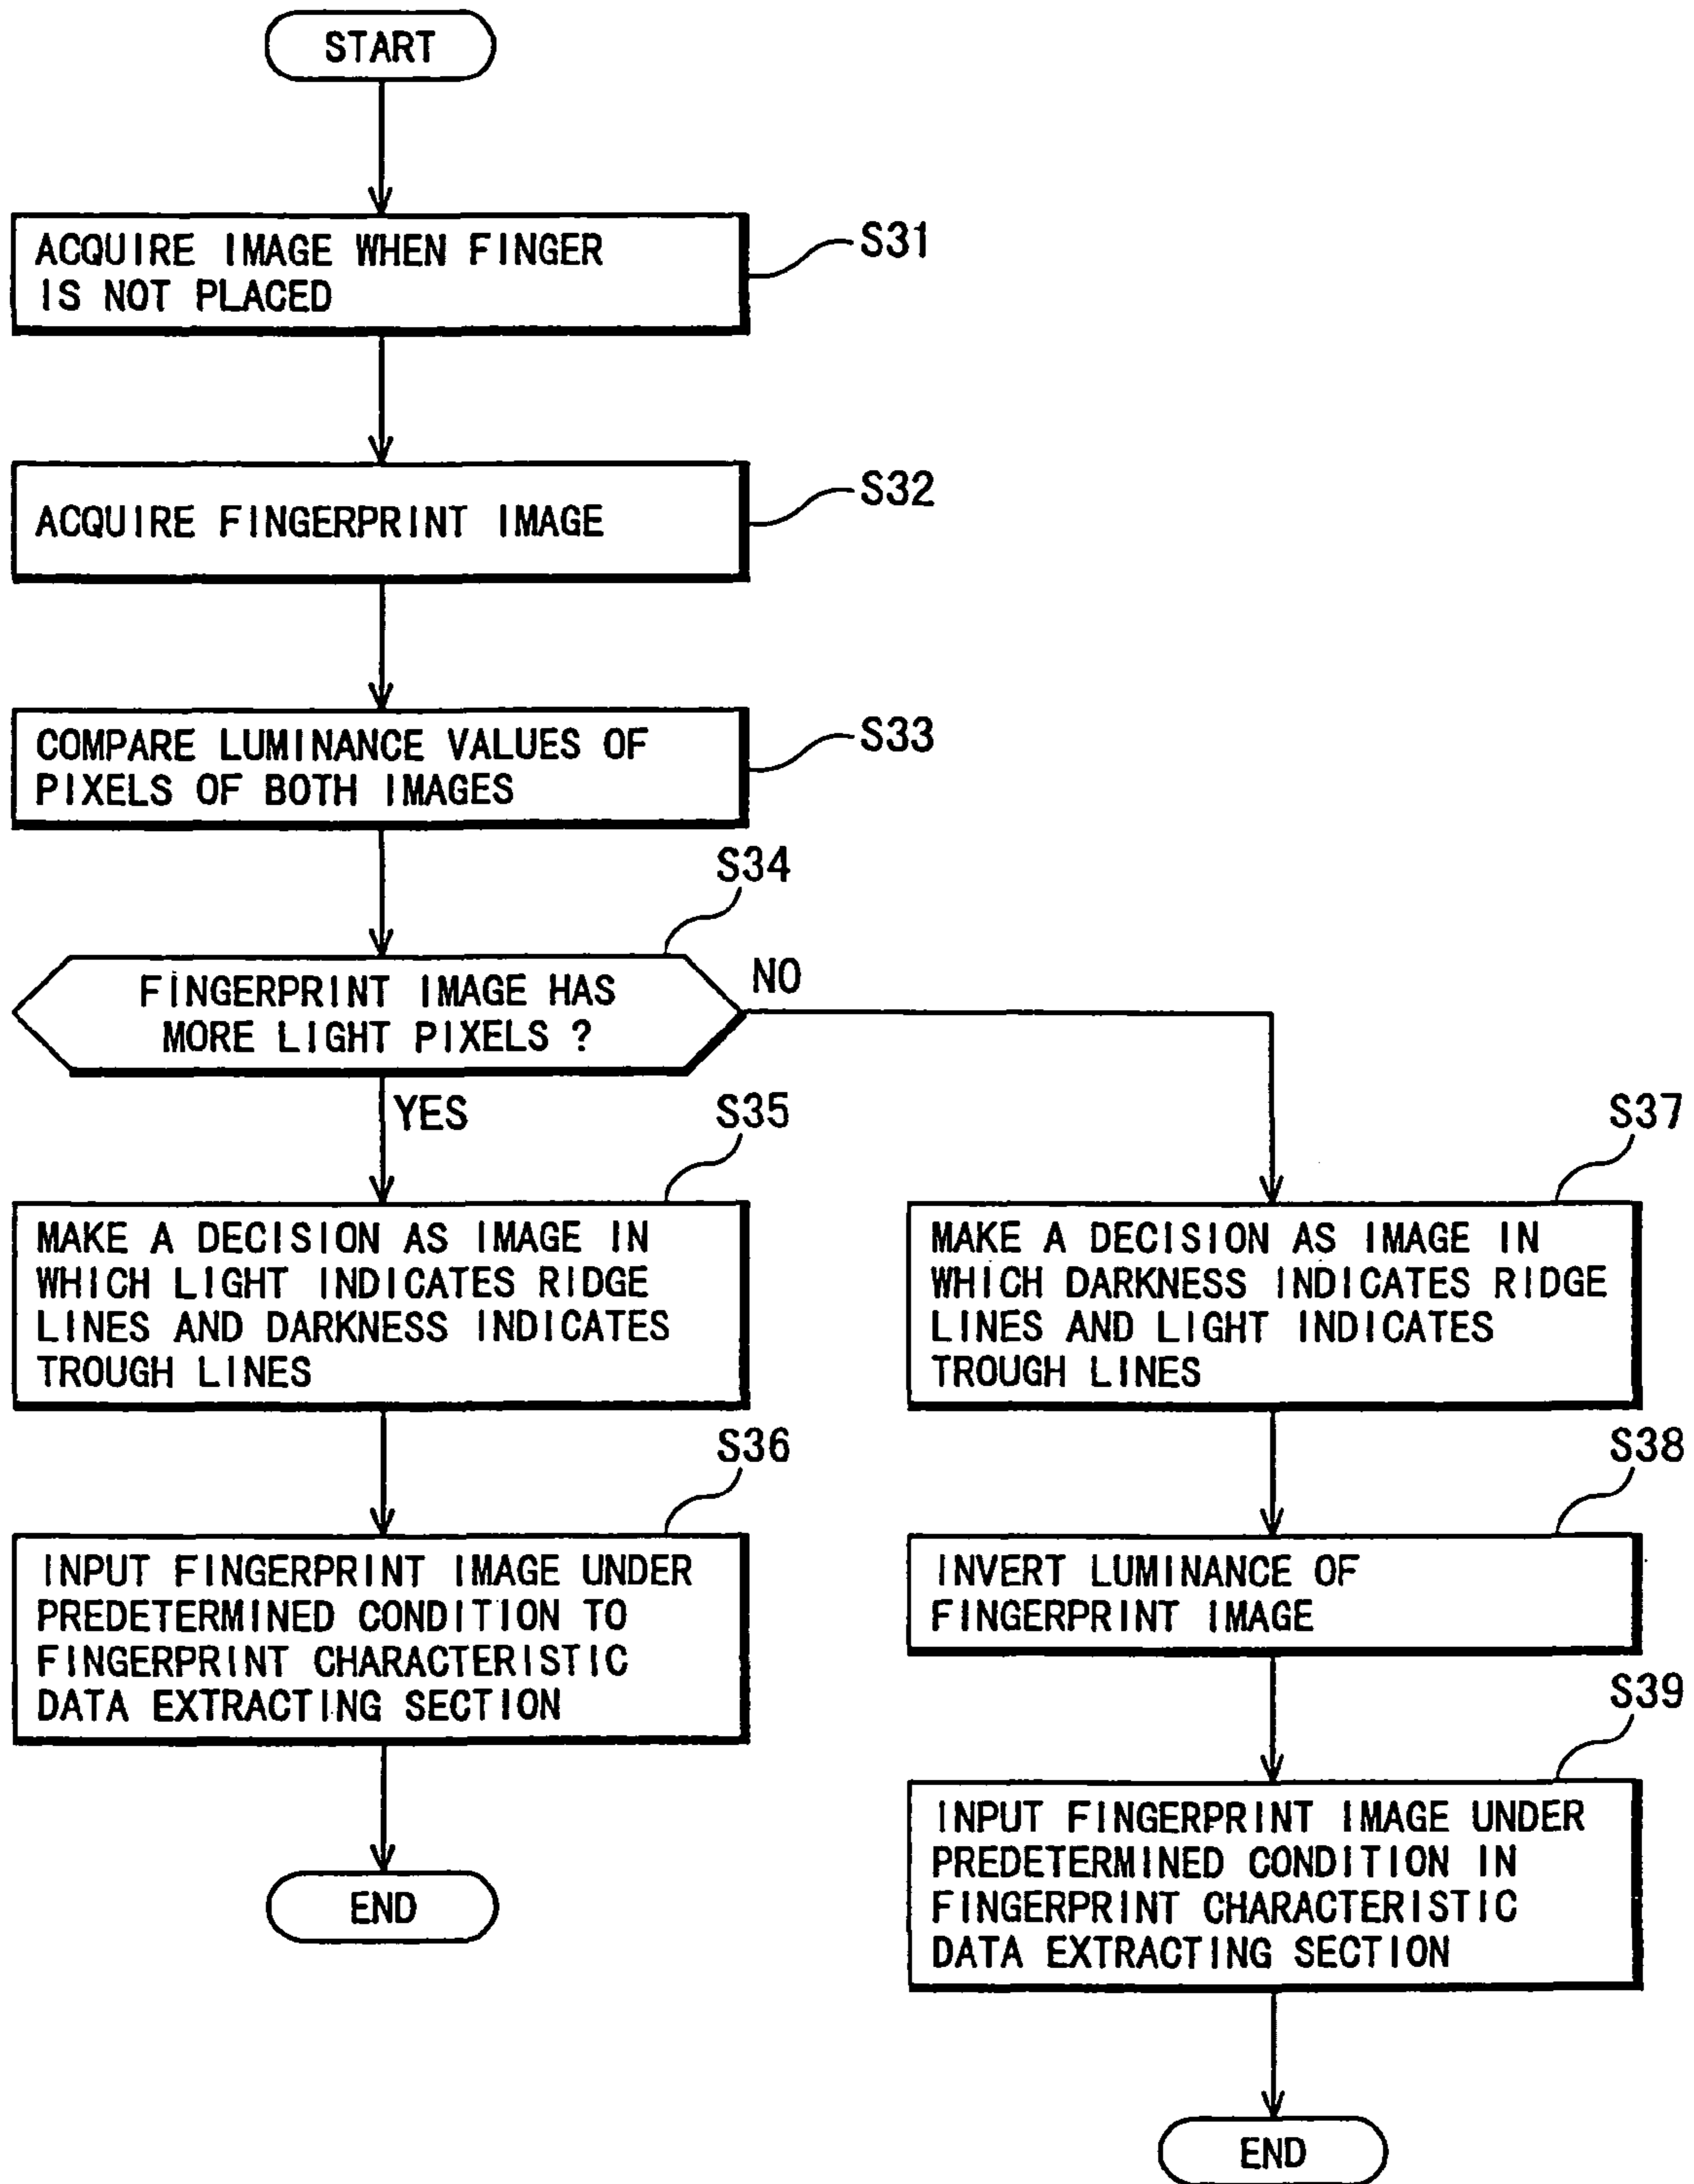 START
ACQUIRE IMAGE WHEN FINGER
IS NOT PLACED
S31
ACQUIRE FINGERPRINT IMAGE
S32
COMPARE LUMINANCE VALUES OF
PIXELS OF BOTH IMAGES
S33
S34
FINGERPRINT IMAGE HAS
MORE LIGHT PIXELS ?
NO
YES
S35
MAKE A DECISION AS IMAGE IN
WHICH LIGHT INDICATES RIDGE
LINES AND DARKNESS INDICATES
TROUGH LINES
S36
INPUT FINGERPRINT IMAGE UNDER
PREDETERMINED CONDITION TO
FINGERPRINT CHARACTERISTIC
DATA EXTRACTING SECTION
END
S37
MAKE A DECISION AS IMAGE IN
WHICH DARKNESS INDICATES RIDGE
LINES AND LIGHT INDICATES
TROUGH LINES
S38
INVERT LUMINANCE OF
FINGERPRINT IMAGE
S39
INPUT FINGERPRINT IMAGE UNDER
PREDETERMINED CONDITION IN
FINGERPRINT CHARACTERISTIC
DATA EXTRACTING SECTION
END